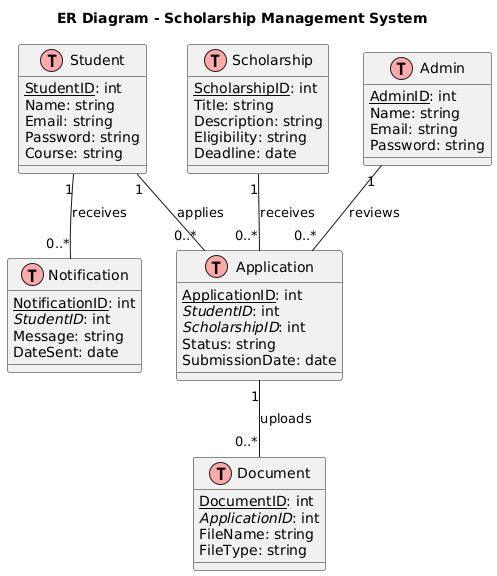 ER Diagram - Scholarship Management System
T Student
StudentID: int
Name: string
Email: string
Password: string
Course: string
T Scholarship
ScholarshipID: int
Title: string
Description: string
Eligibility: string
Deadline: date
T Admin
AdminID: int
Name: string
Email: string
Password: string
1
receives
0..*
1
applies
0..*
1
receives
0..*
1
reviews
0..*
T Notification
NotificationID: int
StudentID: int
Message: string
DateSent: date
T Application
ApplicationID: int
StudentID: int
ScholarshipID: int
Status: string
SubmissionDate: date
1
uploads
0..*
T Document
DocumentID: int
ApplicationID: int
FileName: string
FileType: string